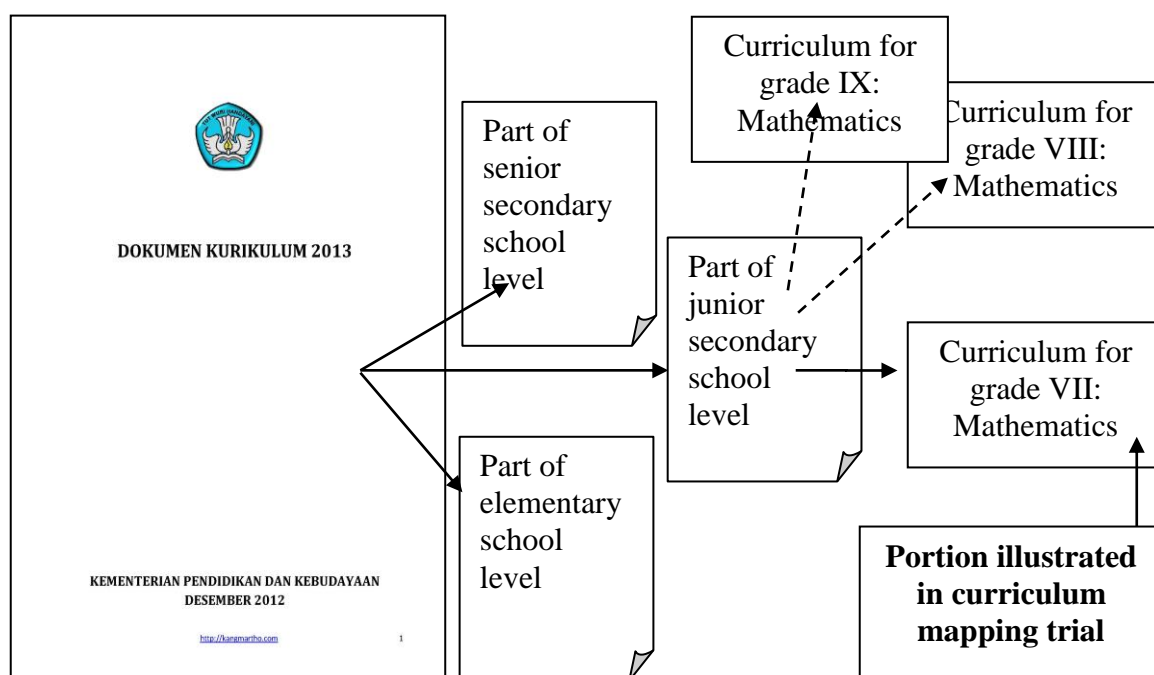 DOKUMEN KURIKULUM 2013
KEMENTERIAN PENDIDIKAN DAN KEBUDAYAAN
DESEMBER 2012
http://kangmartho.com
1
Part of
senior
secondary
school
level
Part of
elementary
school
level
Part of
junior
secondary
school
level
Curriculum for
grade IX:
Mathematics
Curriculum for
grade VIII:
Mathematics
Curriculum for
grade VII:
Mathematics
Portion illustrated
in curriculum
mapping trial